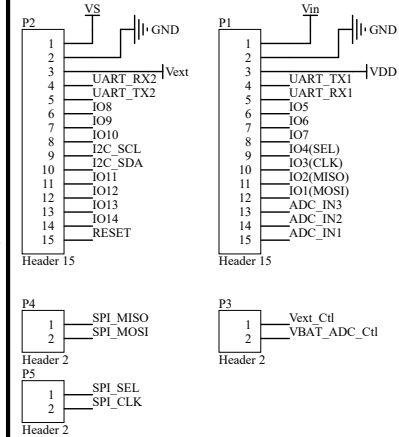 P2
VS
GND
1
2
3 Vext
4 UART_RX2
5 UART_TX2
6 IO8
7 IO9
8 IO10
9 I2C_SCL
10 I2C_SDA
11 IO11
12 IO12
13 IO13
14 IO14
15 RESET
Header 15
P1
Vin
GND
1
2
3 VDD
4 UART_TX1
5 UART_RX1
6 IO5
7 IO6
8 IO7
9 IO4(SEL)
10 IO3(CLK)
11 IO2(MISO)
12 IO1(MOSI)
13 ADC_IN3
14 ADC_IN2
15 ADC_IN1
Header 15
P4
1 SPI_MISO
2 SPI_MOSI
Header 2
P3
1 Vext_Ctl
2 VBAT_ADC_Ctl
Header 2
P5
1 SPI_SEL
2 SPI_CLK
Header 2